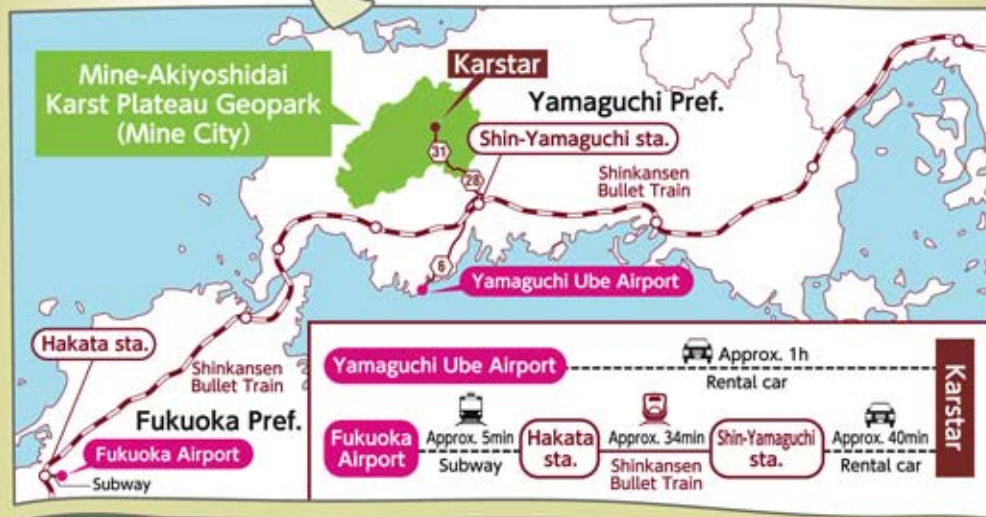 Mine-Akiyoshidai
Karst Plateau Geopark
(Mine City)
Karstar
Yamaguchi Pref.
31
Shin-Yamaguchi sta.
28
Shinkansen
Bullet Train
6
Yamaguchi Ube Airport
Hakata sta.
Shinkansen
Bullet Train
Fukuoka Pref.
Fukuoka Airport
Subway
Yamaguchi Ube Airport
Approx. 1h
Rental car
Fukuoka
Airport
Approx. 5min
Subway
Hakata
sta.
Approx. 34min
Shinkansen
Bullet Train
Shin-Yamaguchi
sta.
Approx. 40min
Rental car
Karstar